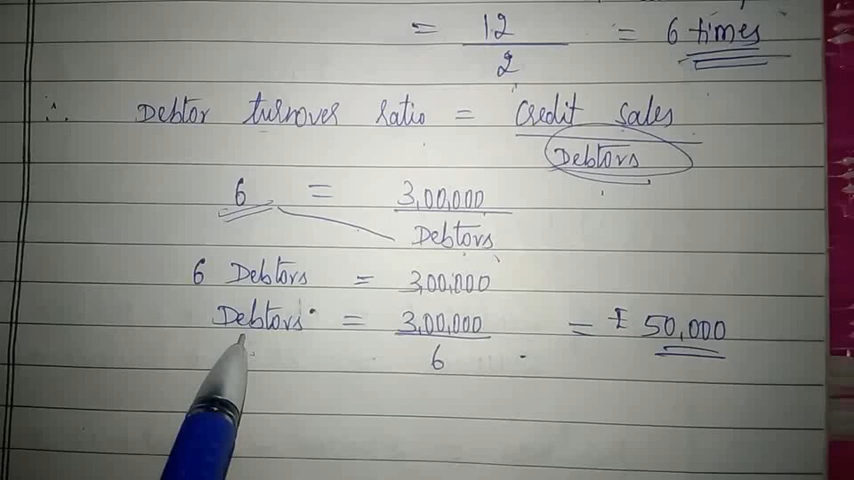 = 12 / 2 = 6 times
∴ Debtor turnover ratio = Credit sales / Debtors
6 = 3,00,000 / Debtors
6 Debtors = 3,00,000
Debtors = 3,00,000 / 6 = ₹ 50,000